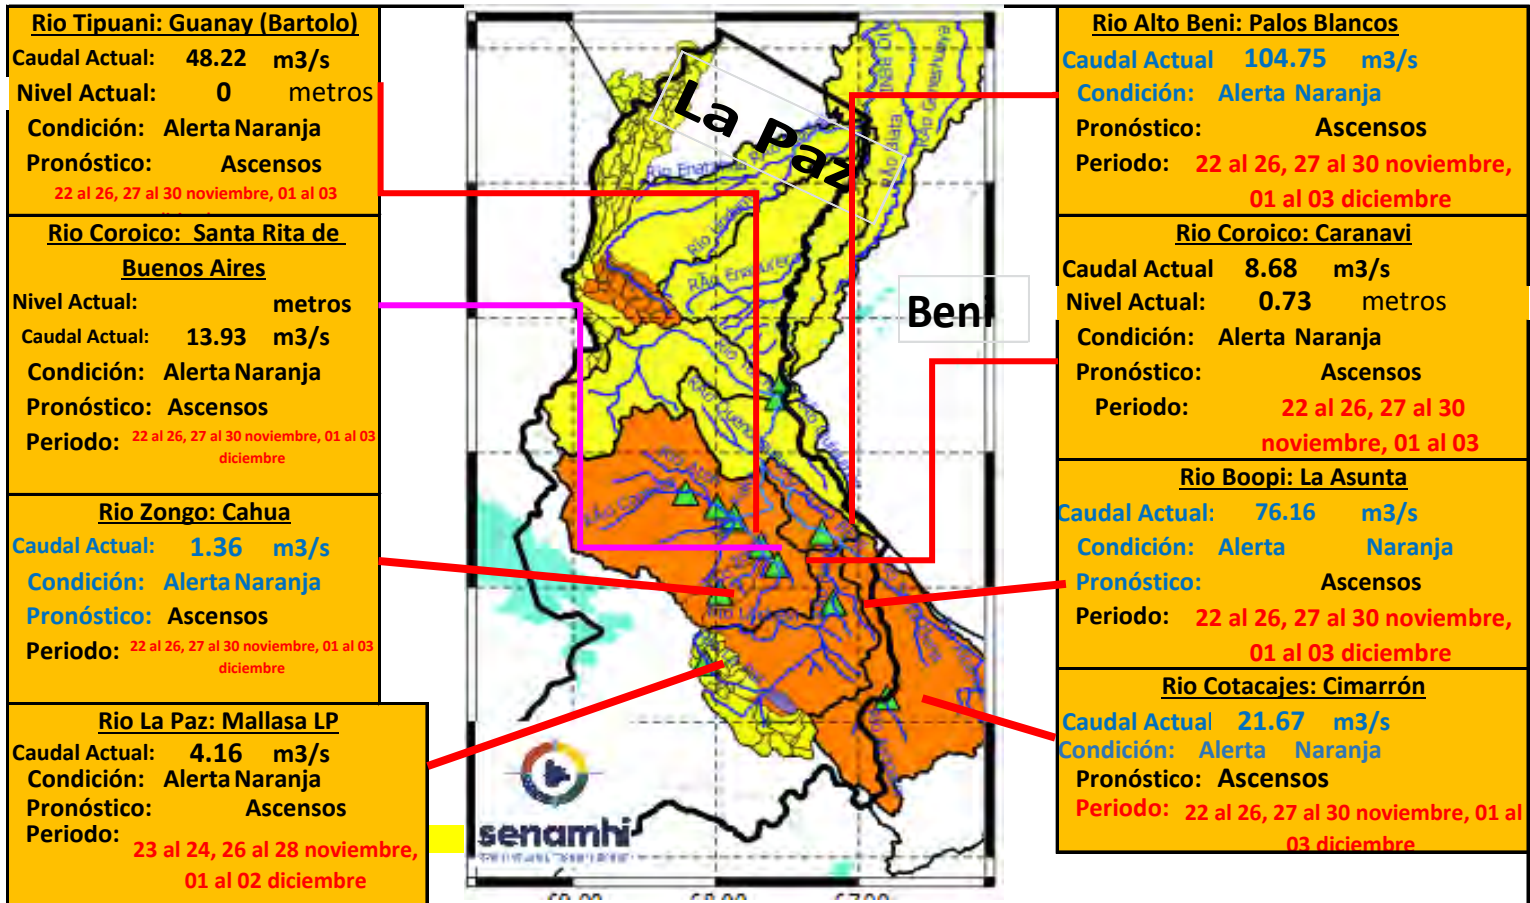 Rio Tipuani: Guanay (Bartolo)
Caudal Actual: 48.22 m3/s
Nivel Actual: 0 metros
Condición: Alerta Naranja
Pronóstico: Ascensos
22 al 26, 27 al 30 noviembre, 01 al 03
Rio Coroico: Santa Rita de
Buenos Aires
Nivel Actual: metros
Caudal Actual: 13.93 m3/s
Condición: Alerta Naranja
Pronóstico: Ascensos
Periodo: 22 al 26, 27 al 30 noviembre, 01 al 03
diciembre
Rio Zongo: Cahua
Caudal Actual: 1.36 m3/s
Condición: Alerta Naranja
Pronóstico: Ascensos
Periodo: 22 al 26, 27 al 30 noviembre, 01 al 03
diciembre
Rio La Paz: Mallasa LP
Caudal Actual: 4.16 m3/s
Condición: Alerta Naranja
Pronóstico: Ascensos
Periodo:
23 al 24, 26 al 28 noviembre,
01 al 02 diciembre
La Paz
Beni
senamhi
Rio Alto Beni: Palos Blancos
Caudal Actual 104.75 m3/s
Condición: Alerta Naranja
Pronóstico: Ascensos
Periodo: 22 al 26, 27 al 30 noviembre,
01 al 03 diciembre
Rio Coroico: Caranavi
Caudal Actual 8.68 m3/s
Nivel Actual: 0.73 metros
Condición: Alerta Naranja
Pronóstico: Ascensos
Periodo: 22 al 26, 27 al 30
noviembre, 01 al 03
Rio Boopi: La Asunta
Caudal Actual: 76.16 m3/s
Condición: Alerta Naranja
Pronóstico: Ascensos
Periodo: 22 al 26, 27 al 30 noviembre,
01 al 03 diciembre
Rio Cotacajes: Cimarrón
Caudal Actual 21.67 m3/s
Condición: Alerta Naranja
Pronóstico: Ascensos
Periodo: 22 al 26, 27 al 30 noviembre, 01 al
03 diciembre